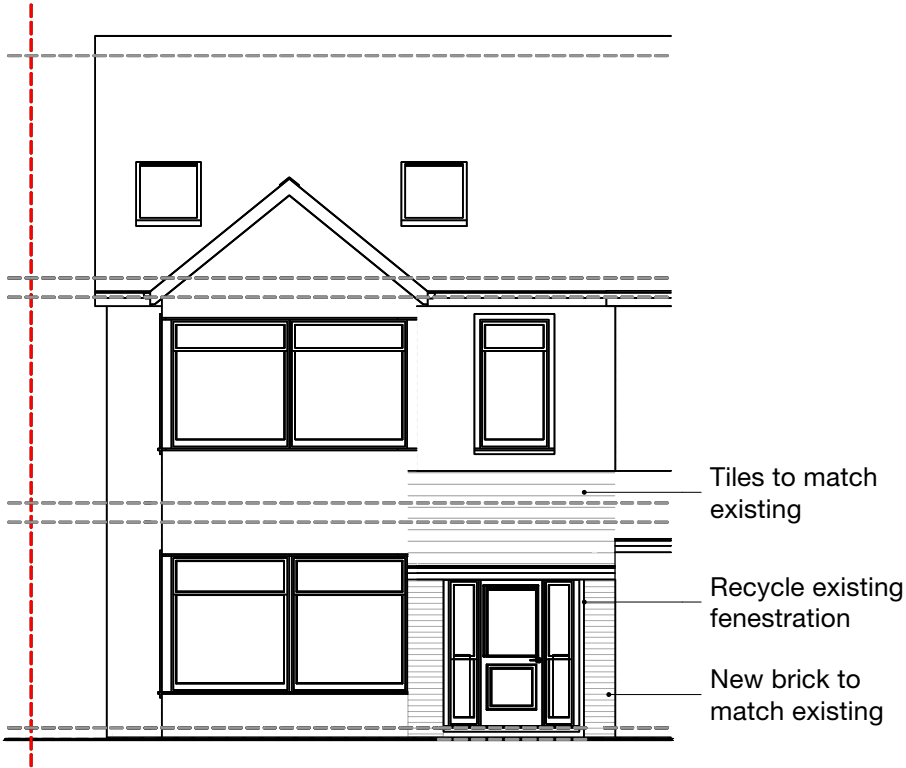 Tiles to match
existing
Recycle existing
fenestration
New brick to
match existing